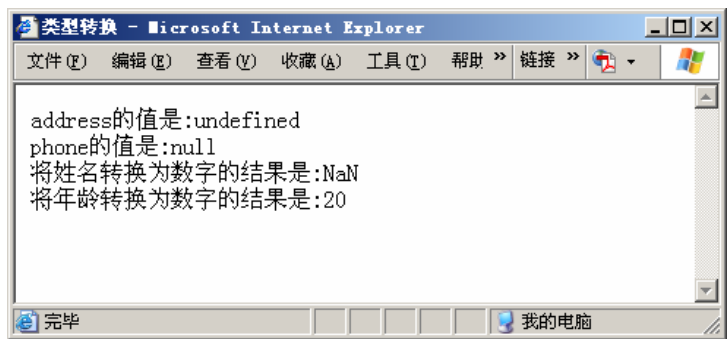 类型转换 - Microsoft Internet Explorer
文件(F) 编辑(E) 查看(V) 收藏(A) 工具(T) 帮助 » 链接 »
address的值是:undefined
phone的值是:null
将姓名转换为数字的结果是:NaN
将年龄转换为数字的结果是:20
完毕 我的电脑